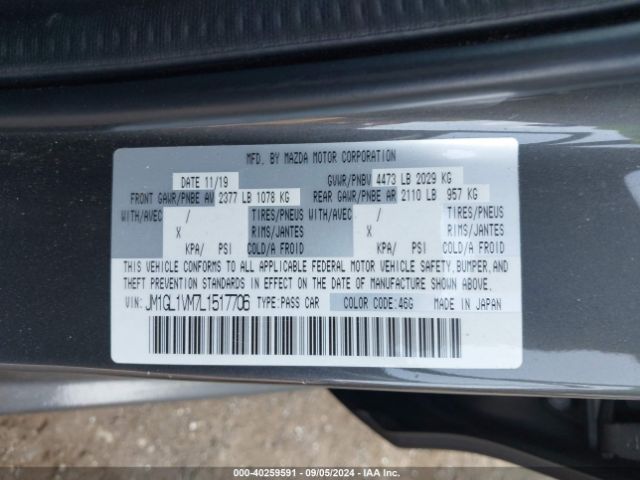 MFD. BY MAZDA MOTOR CORPORATION
DATE 11/19 GVWR/PNBV 4473 LB 2029 KG
FRONT GAWR/PNBE AV 2377 LB 1078 KG REAR GAWR/PNBE AR 2110 LB 957 KG
WITH/AVEC / TIRES/PNEUS WITH/AVEC / TIRES/PNEUS
X RIMS/JANTES X RIMS/JANTES
KPA/ PSI COLD/A FROID KPA/ PSI COLD/A FROID
THIS VEHICLE CONFORMS TO ALL APPLICABLE FEDERAL MOTOR VEHICLE SAFETY, BUMPER, AND
THEFT PREVENTION STANDARDS IN EFFECT ON THE DATE OF MANUFACTURE SHOWN ABOVE.
VIN: JM1GL1VM7L1517706 TYPE:PASS CAR COLOR CODE:46G MADE IN JAPAN
000-40259591 - 09/05/2024 - IAA Inc.